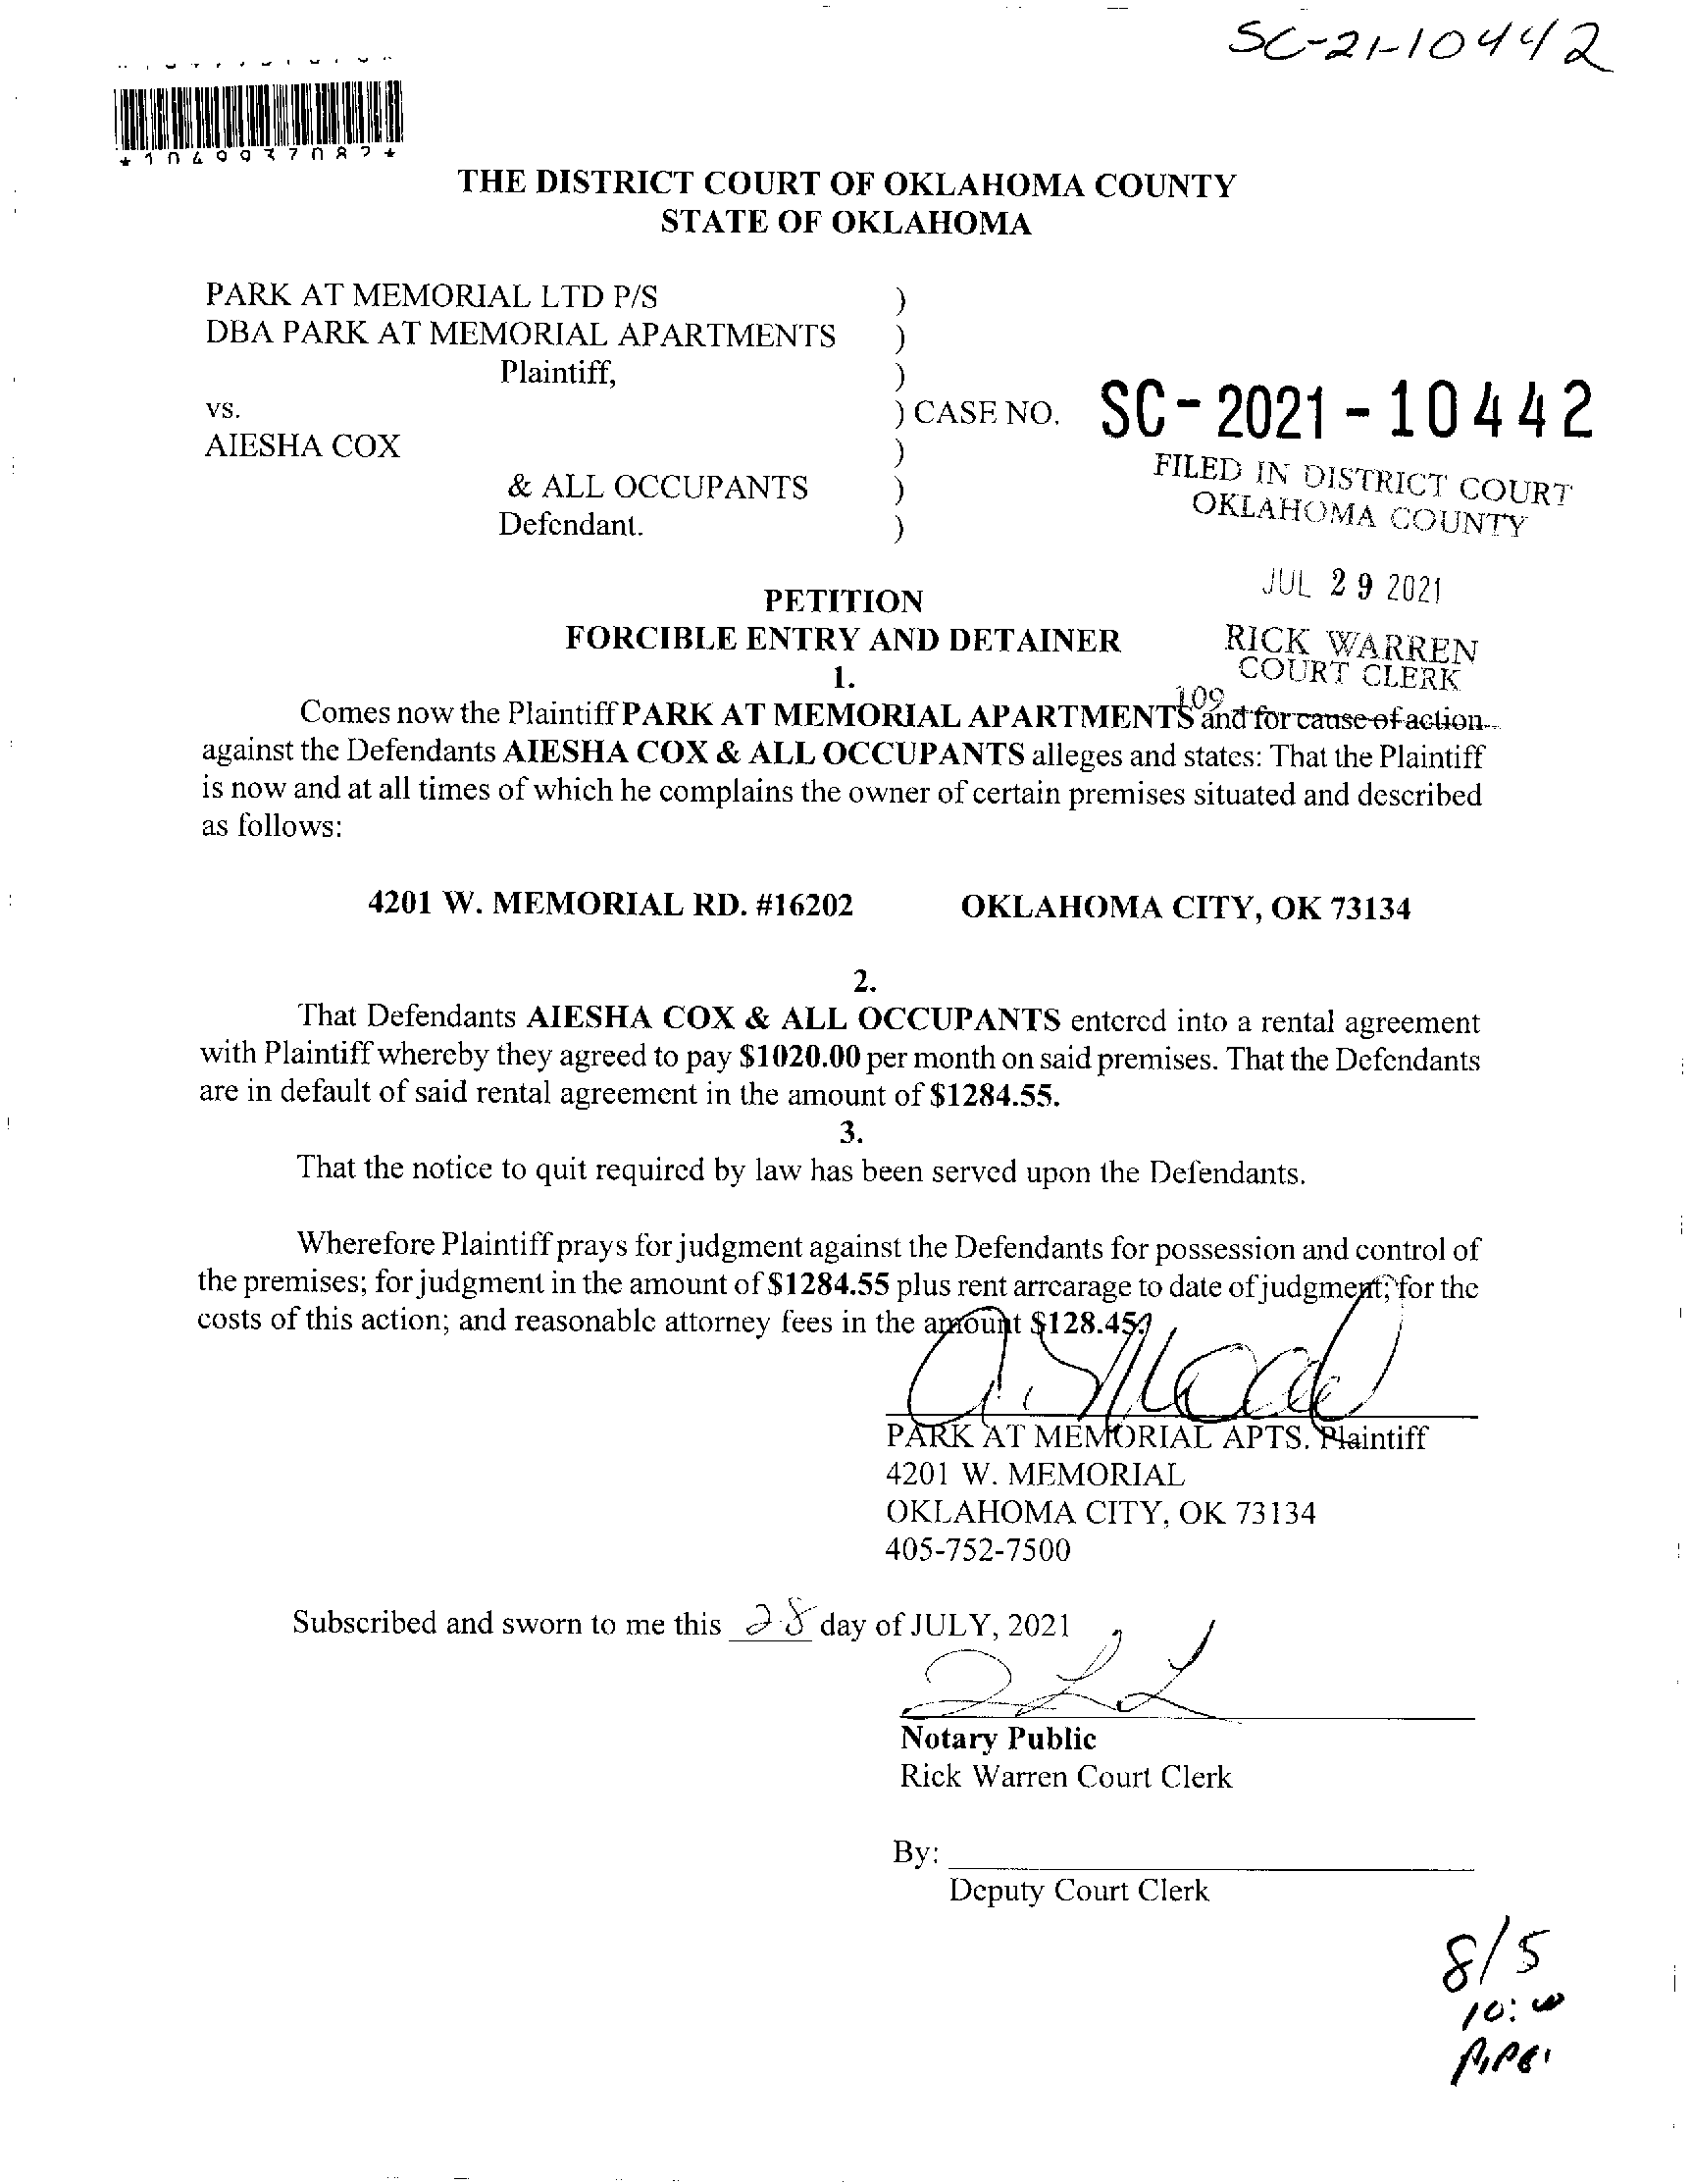 SC-21-10442
*1049937082*
THE DISTRICT COURT OF OKLAHOMA COUNTY
STATE OF OKLAHOMA
PARK AT MEMORIAL LTD P/S )
DBA PARK AT MEMORIAL APARTMENTS )
Plaintiff, )
vs. ) CASE NO. SC-2021-10442
AIESHA COX )
& ALL OCCUPANTS )
Defendant. )
FILED IN DISTRICT COURT
OKLAHOMA COUNTY
JUL 29 2021
RICK WARREN
COURT CLERK
109
PETITION
FORCIBLE ENTRY AND DETAINER
1.
Comes now the Plaintiff PARK AT MEMORIAL APARTMENTS and for cause of action
against the Defendants AIESHA COX & ALL OCCUPANTS alleges and states: That the Plaintiff
is now and at all times of which he complains the owner of certain premises situated and described
as follows:
4201 W. MEMORIAL RD. #16202 OKLAHOMA CITY, OK 73134
2.
That Defendants AIESHA COX & ALL OCCUPANTS entered into a rental agreement
with Plaintiff whereby they agreed to pay $1020.00 per month on said premises. That the Defendants
are in default of said rental agreement in the amount of $1284.55.
3.
That the notice to quit required by law has been served upon the Defendants.
Wherefore Plaintiff prays for judgment against the Defendants for possession and control of
the premises; for judgment in the amount of $1284.55 plus rent arrearage to date of judgment; for the
costs of this action; and reasonable attorney fees in the amount $128.45.
PARK AT MEMORIAL APTS. Plaintiff
4201 W. MEMORIAL
OKLAHOMA CITY, OK 73134
405-752-7500
Subscribed and sworn to me this 28 day of JULY, 2021
Notary Public
Rick Warren Court Clerk
By:
Deputy Court Clerk
8/5
10:00